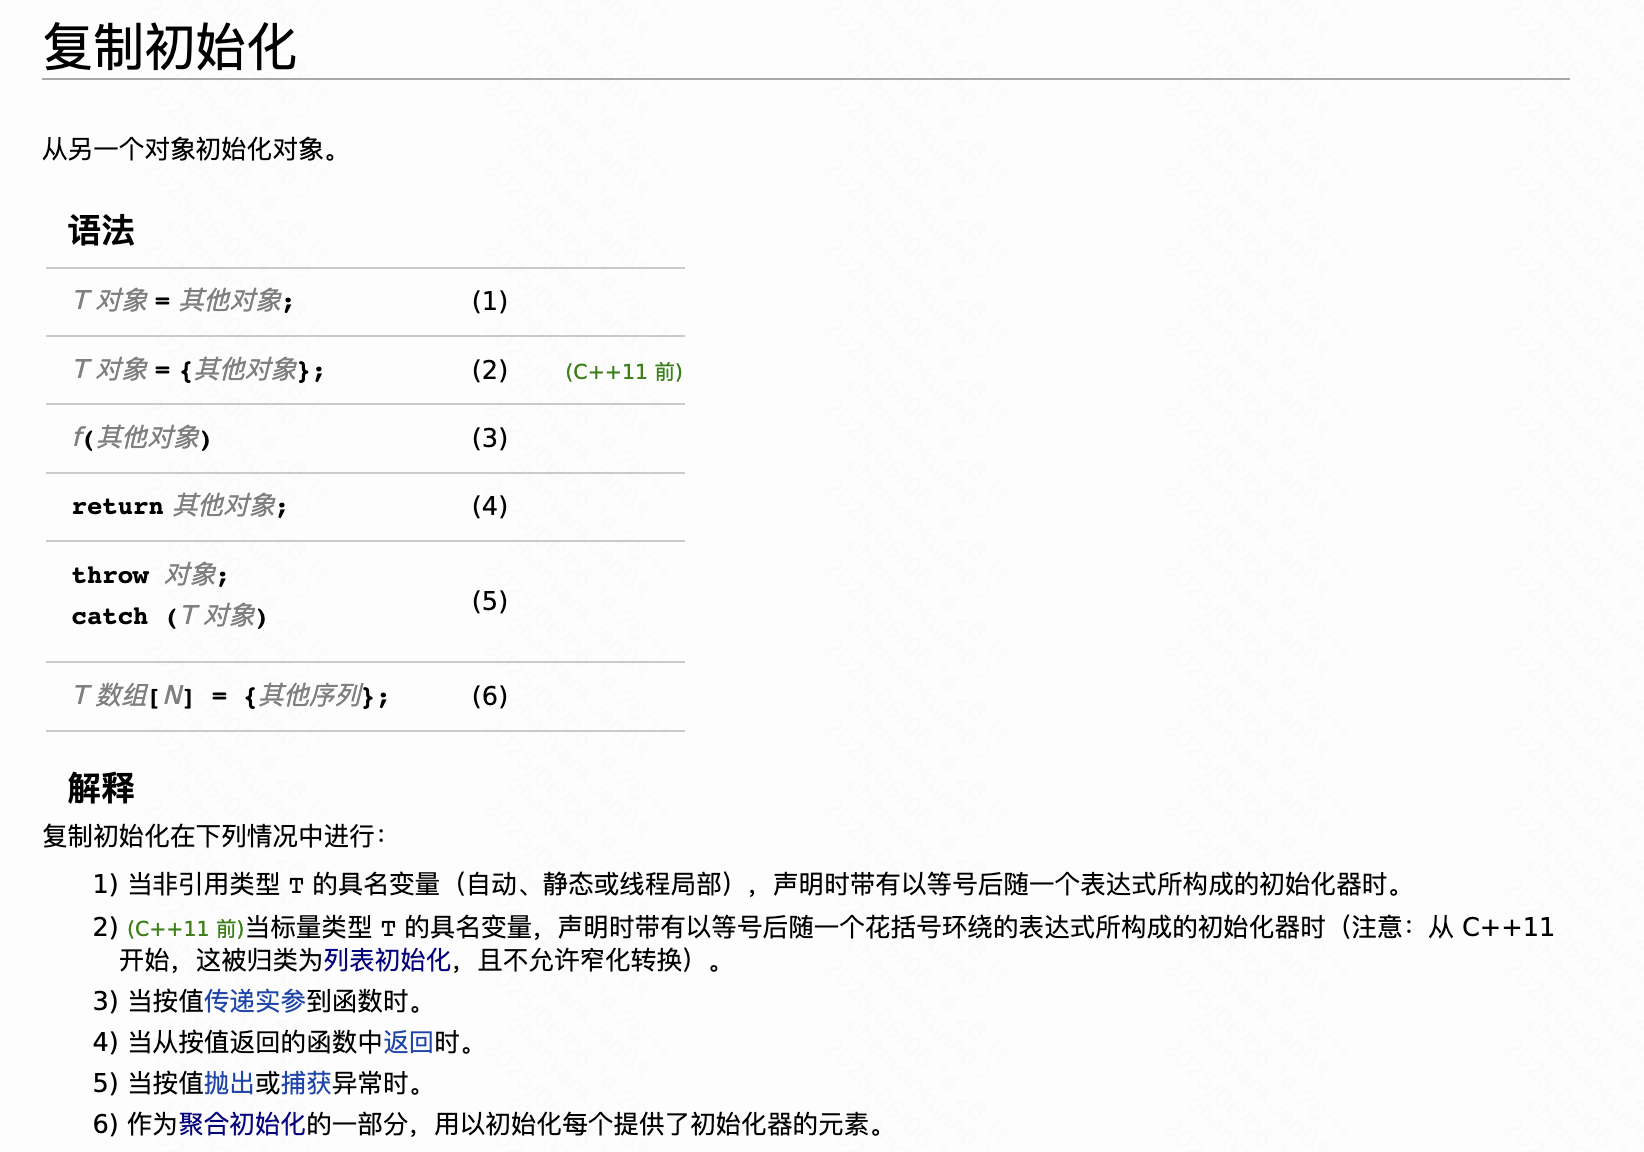 复制初始化
从另一个对象初始化对象。
语法
T 对象 = 其他对象; (1)
T 对象 = {其他对象}; (2) (C++11 前)
f(其他对象) (3)
return 其他对象; (4)
throw 对象;
catch (T 对象) (5)
T 数组[N] = {其他序列}; (6)
解释
复制初始化在下列情况中进行：
1) 当非引用类型 T 的具名变量（自动、静态或线程局部），声明时带有以等号后随一个表达式所构成的初始化器时。
2) (C++11 前)当标量类型 T 的具名变量，声明时带有以等号后随一个花括号环绕的表达式所构成的初始化器时（注意：从 C++11
开始，这被归类为列表初始化，且不允许窄化转换）。
3) 当按值传递实参到函数时。
4) 当从按值返回的函数中返回时。
5) 当按值抛出或捕获异常时。
6) 作为聚合初始化的一部分，用以初始化每个提供了初始化器的元素。